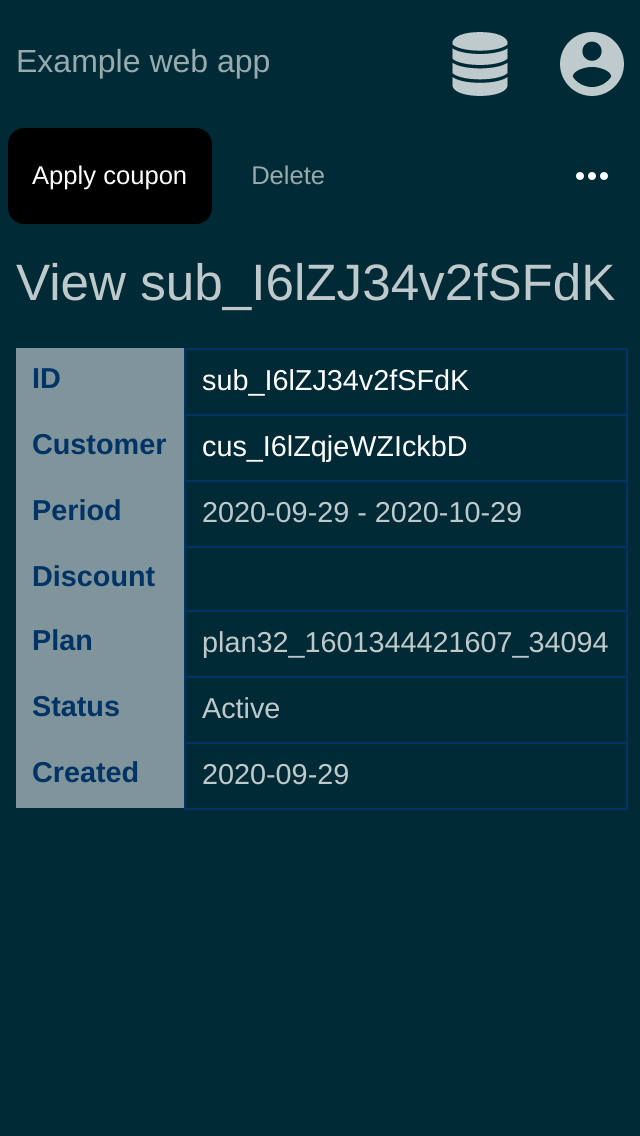 Example web app
Apply coupon Delete
View sub_I6lZJ34v2fSFdK
ID sub_I6lZJ34v2fSFdK
Customer cus_I6lZqjeWZIckbD
Period 2020-09-29 - 2020-10-29
Discount
Plan plan32_1601344421607_34094
Status Active
Created 2020-09-29